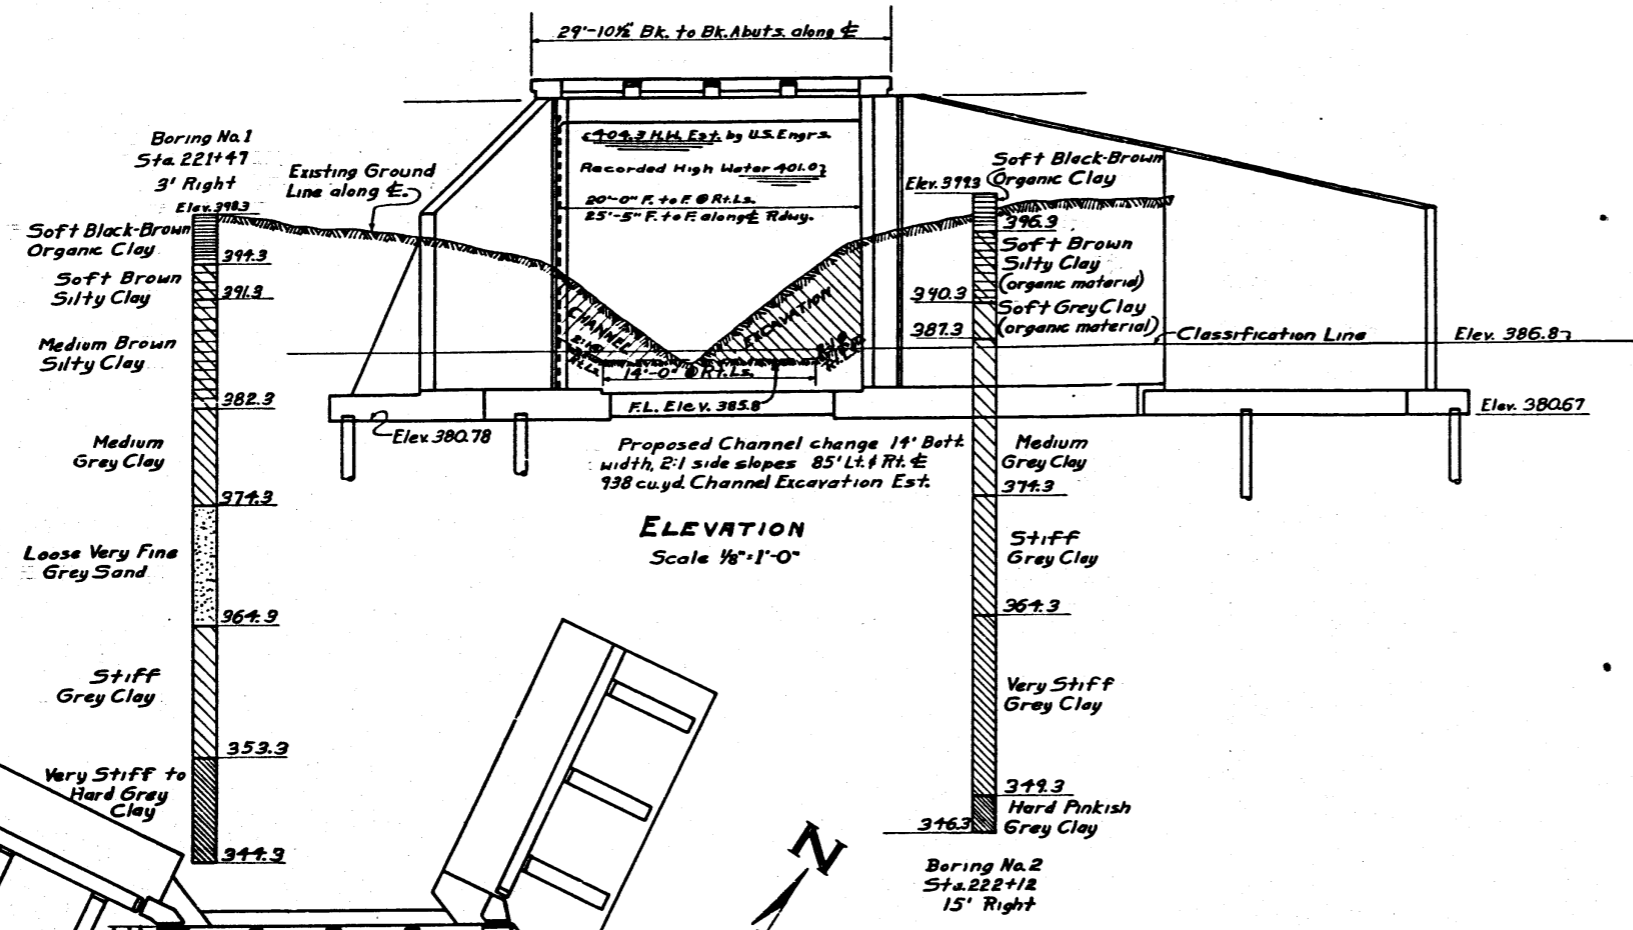 29'-10½" Bk. to Bk. Abuts. along ℄
404.3 H.W. Est. by U.S. Engrs.
Recorded High Water 401.0
20'-0" F. to F. @ Rt. Ls.
25'-5" F. to F. along ℄ Rdwy.
Boring No. 1
Sta. 221+47
3' Right
Elev. 398.3
Existing Ground
Line along ℄.
Soft Black-Brown
Organic Clay
394.3
Soft Brown
Silty Clay
391.3
Medium Brown
Silty Clay
382.3
Medium
Grey Clay
374.3
Loose Very Fine
Grey Sand
364.3
Stiff
Grey Clay
353.3
Very Stiff to
Hard Grey
Clay
344.3
CHANNEL
EXCAVATION
2:1 @
Rt. Ls.
14'-0" @ Rt. Ls.
F.L. Elev. 385.8
Elev. 380.78
Proposed Channel change 14' Bott.
width, 2:1 side slopes 85' Lt. & Rt. ℄
938 cu.yd. Channel Excavation Est.
ELEVATION
Scale ⅛"=1'-0"
Soft Black-Brown
Organic Clay
Elev. 399.3
396.3
Soft Brown
Silty Clay
(organic material)
340.3
Soft Grey Clay
(organic material)
387.3
Classification Line
Elev. 386.8
Elev. 380.67
Medium
Grey Clay
374.3
Stiff
Grey Clay
364.3
Very Stiff
Grey Clay
349.3
Hard Pinkish
Grey Clay
346.3
Boring No. 2
Sta. 222+12
15' Right
N